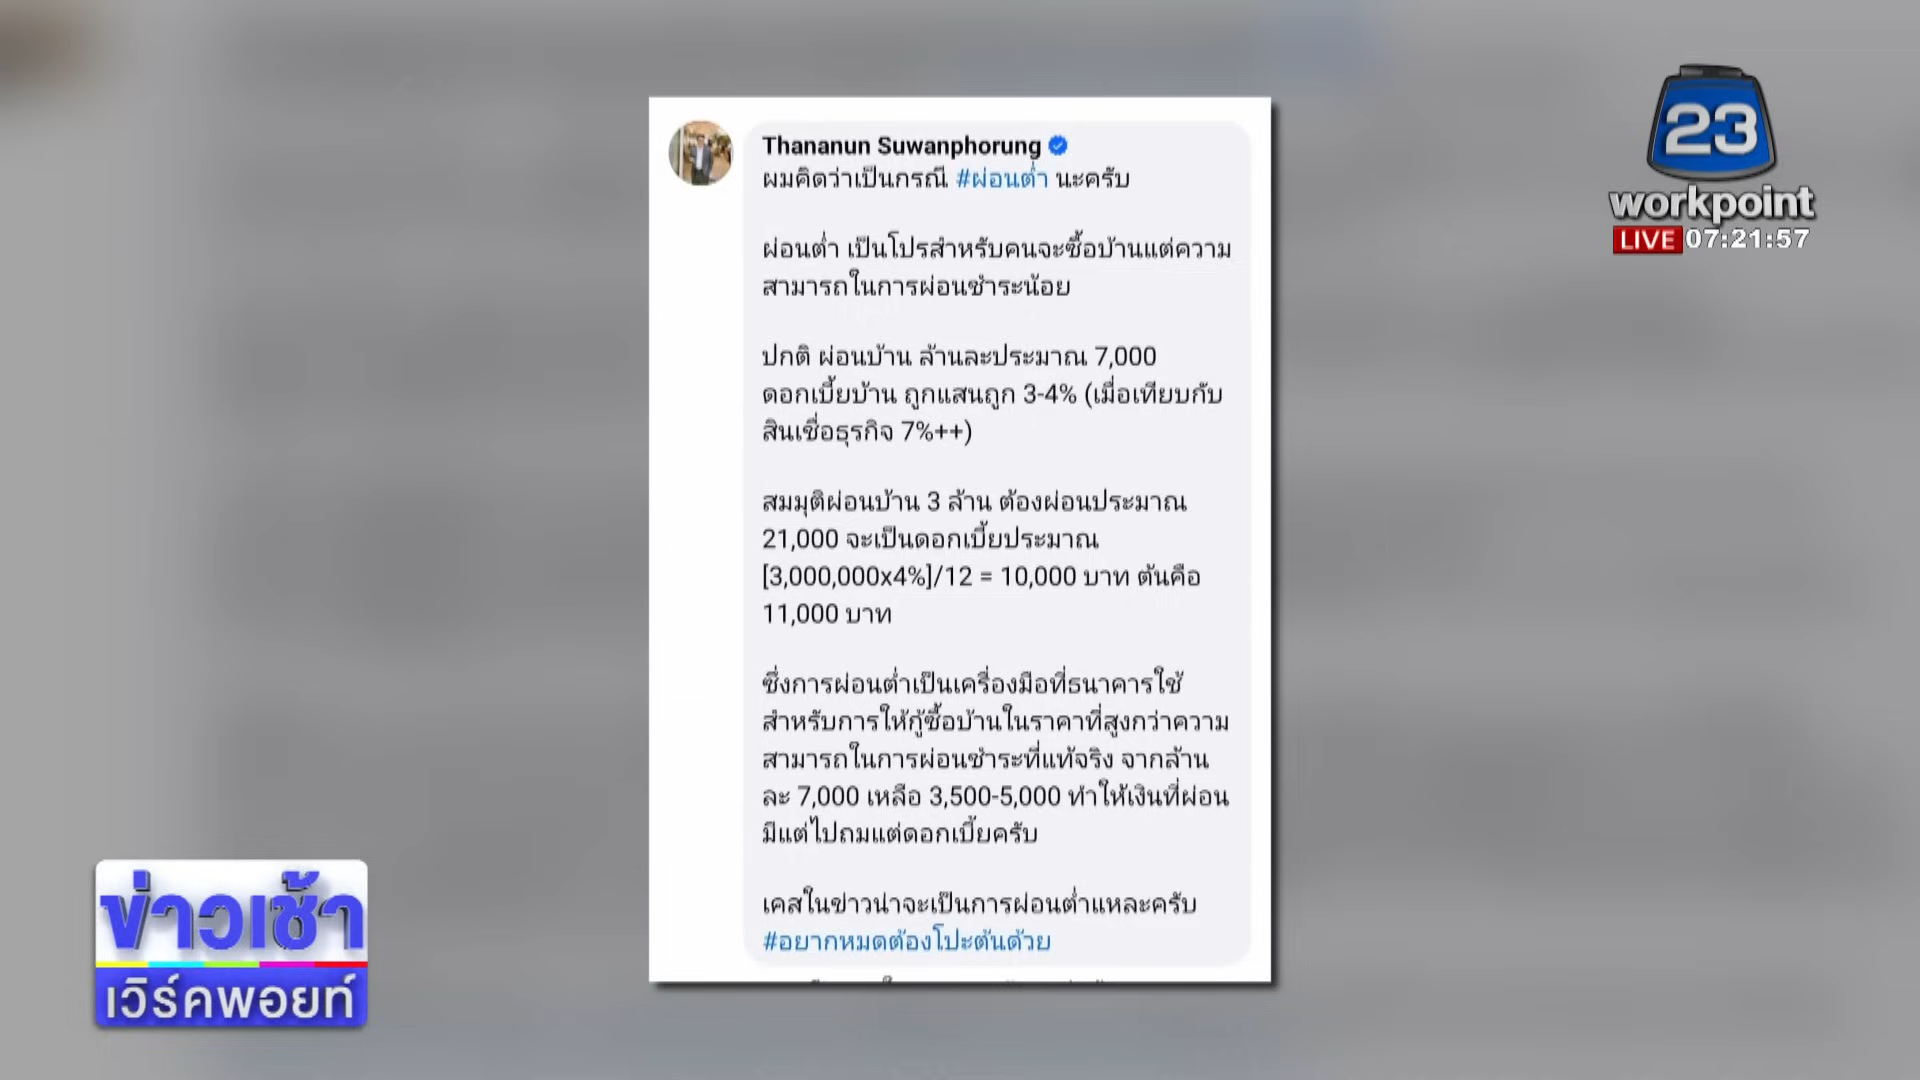 Thananun Suwanphorung
ผมคิดว่าเป็นกรณี #ผ่อนต่ำ นะครับ
ผ่อนต่ำ เป็นโปรสำหรับคนจะซื้อบ้านแต่ความ
สามารถในการผ่อนชำระน้อย
ปกติ ผ่อนบ้าน ล้านละประมาณ 7,000
ดอกเบี้ยบ้าน ถูกแสนถูก 3-4% (เมื่อเทียบกับ
สินเชื่อธุรกิจ 7%++)
สมมุติผ่อนบ้าน 3 ล้าน ต้องผ่อนประมาณ
21,000 จะเป็นดอกเบี้ยประมาณ
[3,000,000x4%]/12 = 10,000 บาท ต้นคือ
11,000 บาท
ซึ่งการผ่อนต่ำเป็นเครื่องมือที่ธนาคารใช้
สำหรับการให้กู้ซื้อบ้านในราคาที่สูงกว่าความ
สามารถในการผ่อนชำระที่แท้จริง จากล้าน
ละ 7,000 เหลือ 3,500-5,000 ทำให้เงินที่ผ่อน
มีแต่ไปถมแต่ดอกเบี้ยครับ
เคสในข่าวน่าจะเป็นการผ่อนต่ำแหละครับ
#อยากหมดต้องโปะต้นด้วย
23
workpoint
LIVE 07:21:57
ข่าวเช้า
เวิร์คพอยท์